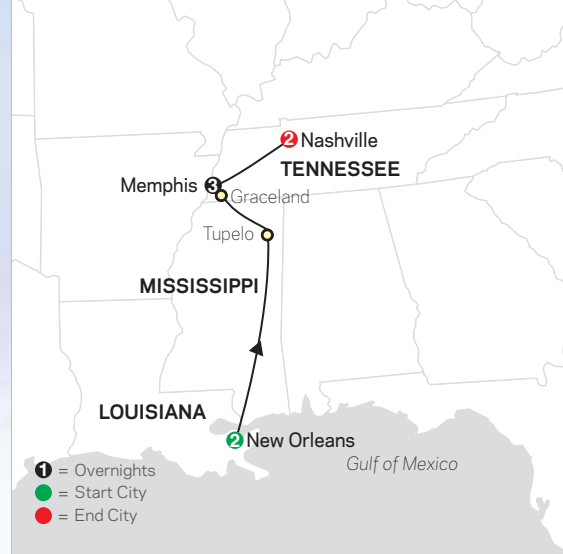 2 Nashville
TENNESSEE
Memphis 3
Graceland
Tupelo
MISSISSIPPI
LOUISIANA
2 New Orleans
Gulf of Mexico
1 = Overnights
= Start City
= End City